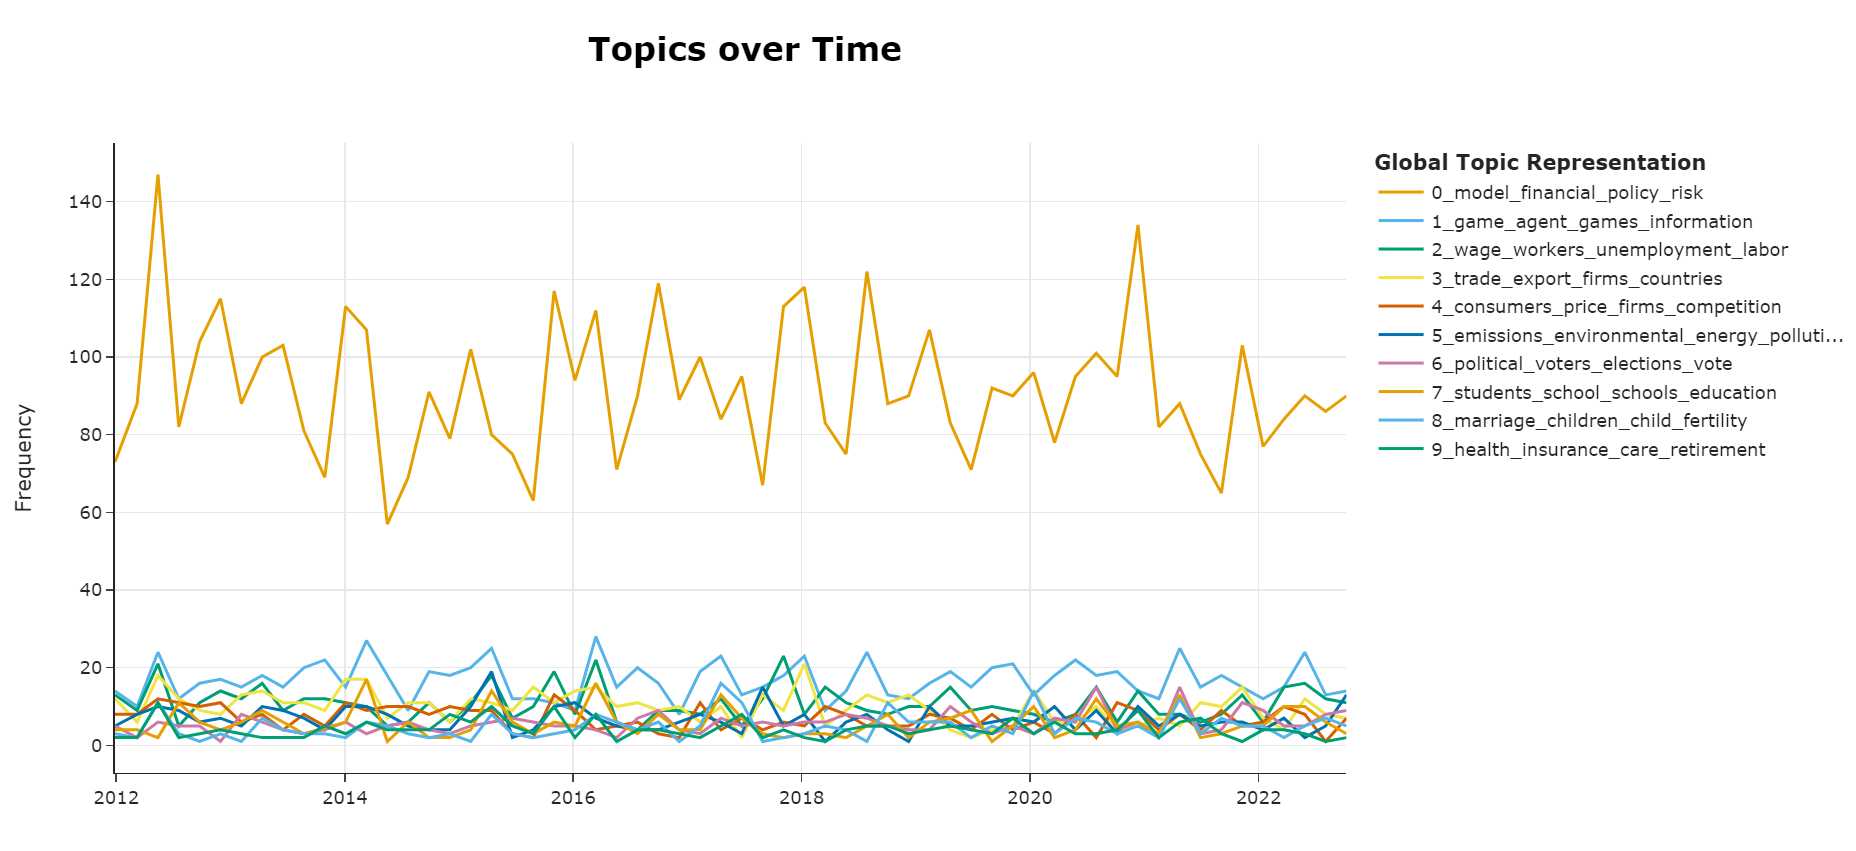 Topics over Time
Global Topic Representation
0_model_financial_policy_risk
1_game_agent_games_information
2_wage_workers_unemployment_labor
3_trade_export_firms_countries
4_consumers_price_firms_competition
5_emissions_environmental_energy_polluti...
6_political_voters_elections_vote
7_students_school_schools_education
8_marriage_children_child_fertility
9_health_insurance_care_retirement
Frequency
140
120
100
80
60
40
20
0
2012 2014 2016 2018 2020 2022